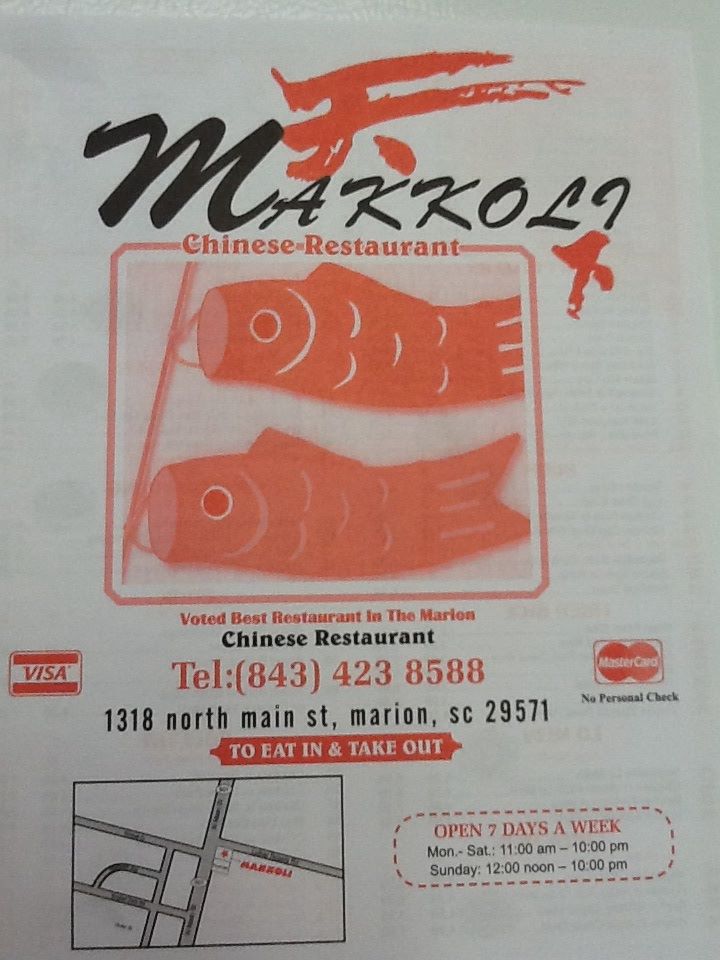 MAKKOLI
Chinese Restaurant
天
下
Voted Best Restaurant In The Marion
Chinese Restaurant
VISA
MasterCard
Tel:(843) 423 8588
No Personal Check
1318 north main st, marion, sc 29571
TO EAT IN & TAKE OUT
OPEN 7 DAYS A WEEK
Mon.- Sat.: 11:00 am – 10:00 pm
Sunday: 12:00 noon – 10:00 pm
MAKKOLI